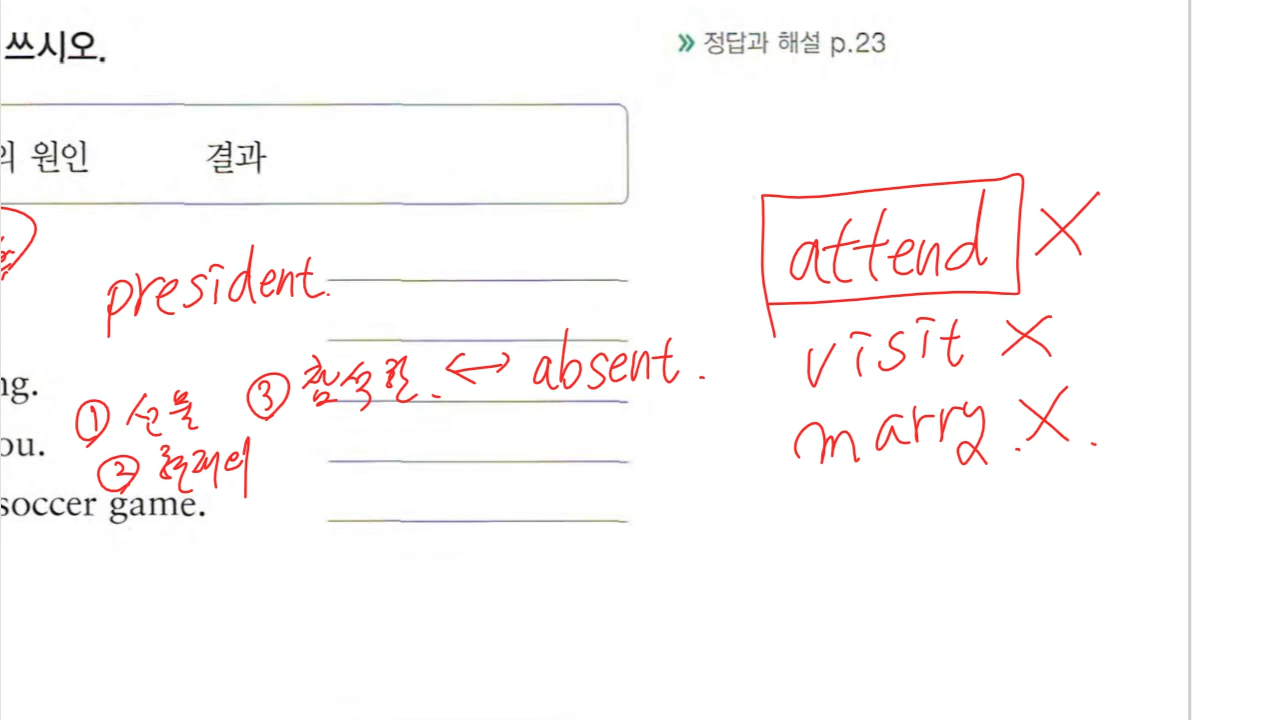 쓰시오.
» 정답과 해설 p.23
의 원인 결과
attend X
president.
visit X
③ 참석한. ↔ absent.
ng.
① 선물
marry. X.
ou.
② 현재의
soccer game.